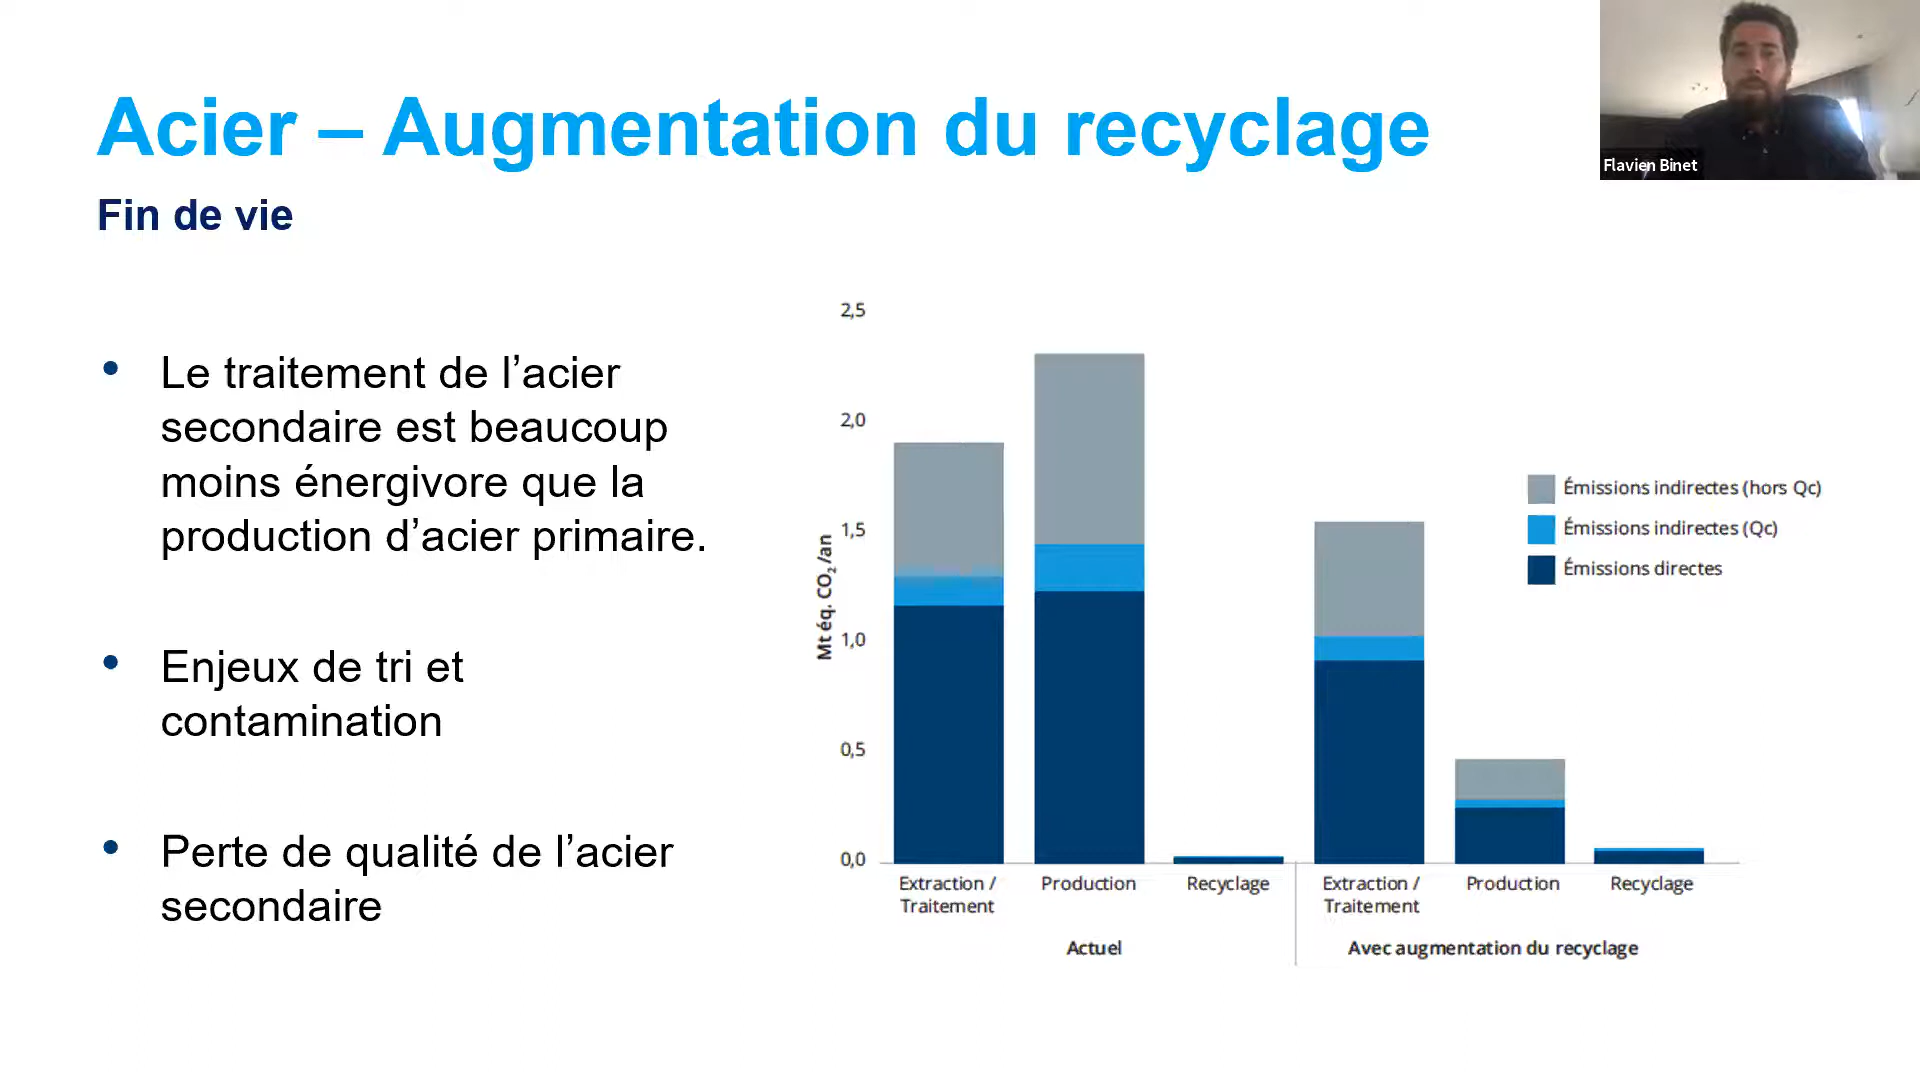 Acier – Augmentation du recyclage
Flavien Binet
Fin de vie
• Le traitement de l’acier
secondaire est beaucoup
moins énergivore que la
production d’acier primaire.
• Enjeux de tri et
contamination
• Perte de qualité de l’acier
secondaire
Mt éq. CO₂/an
2,5
2,0
1,5
1,0
0,5
0,0
Extraction / Traitement
Production
Recyclage
Extraction / Traitement
Production
Recyclage
Actuel
Avec augmentation du recyclage
Émissions indirectes (hors Qc)
Émissions indirectes (Qc)
Émissions directes